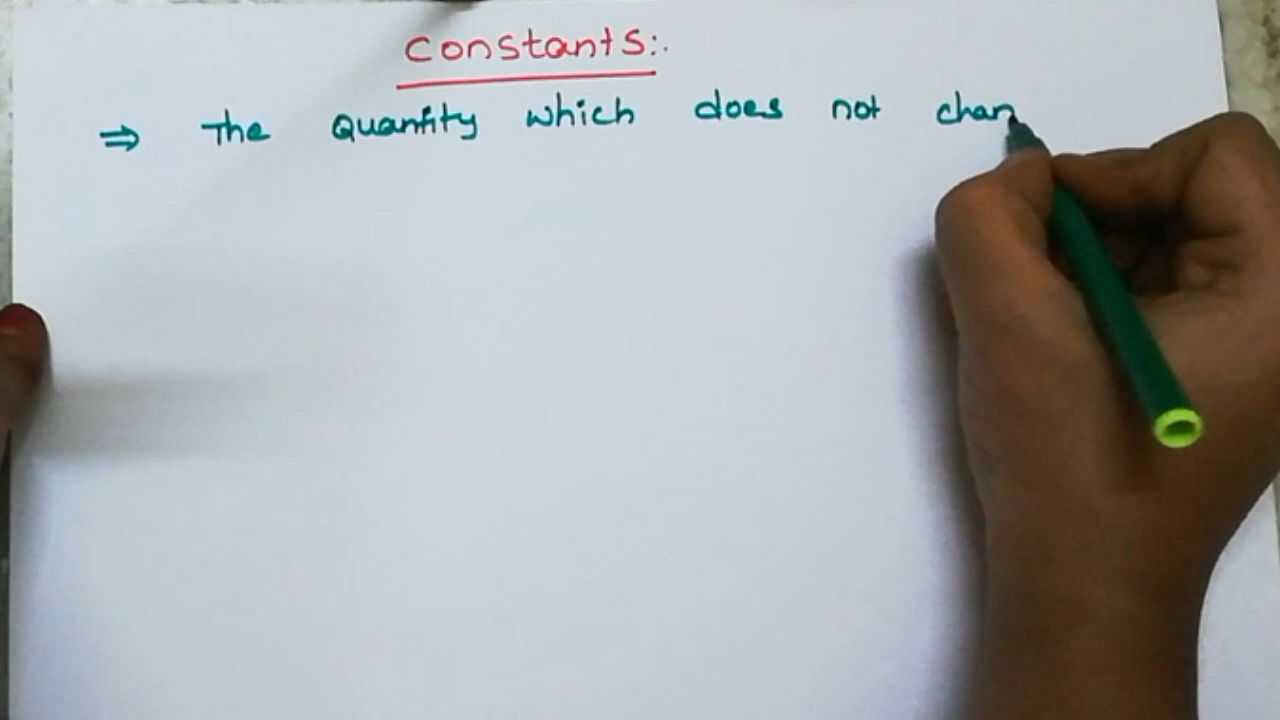 Constants:.
⇒ The Quantity which does not chan